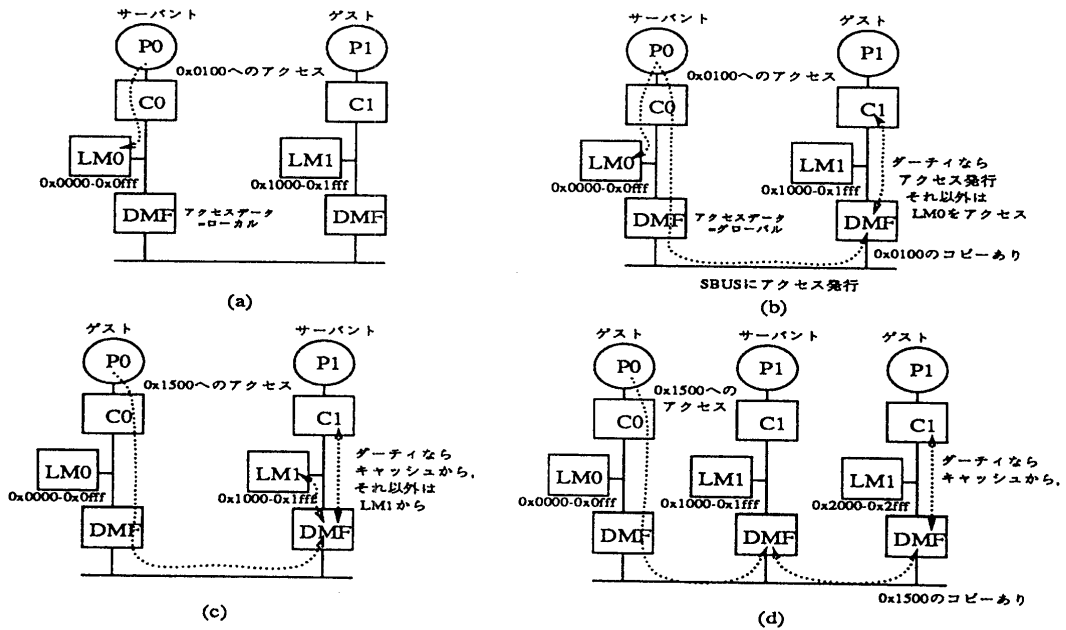 サーバント
ゲスト
P0
P1
0x0100へのアクセス
C0
C1
LM0
LM1
0x0000-0x0fff
0x1000-0x1fff
DMF
アクセスデータ
=ローカル
DMF
(a)
サーバント
ゲスト
P0
P1
0x0100へのアクセス
C0
C1
LM0
LM1
0x0000-0x0fff
0x1000-0x1fff
ダーティなら
アクセス発行
それ以外は
LM0をアクセス
DMF
アクセスデータ
=グローバル
DMF
0x0100のコピーあり
SBUSにアクセス発行
(b)
ゲスト
サーバント
P0
P1
0x1500へのアクセス
C0
C1
LM0
LM1
0x0000-0x0fff
0x1000-0x1fff
ダーティなら
キャッシュから,
それ以外は
LM1から
DMF
DMF
(c)
ゲスト
サーバント
ゲスト
P0
P1
P1
0x1500への
アクセス
C0
C1
C1
LM0
LM1
LM1
0x0000-0x0fff
0x1000-0x1fff
0x2000-0x2fff
ダーティなら
キャッシュから,
DMF
DMF
DMF
0x1500のコピーあり
(d)